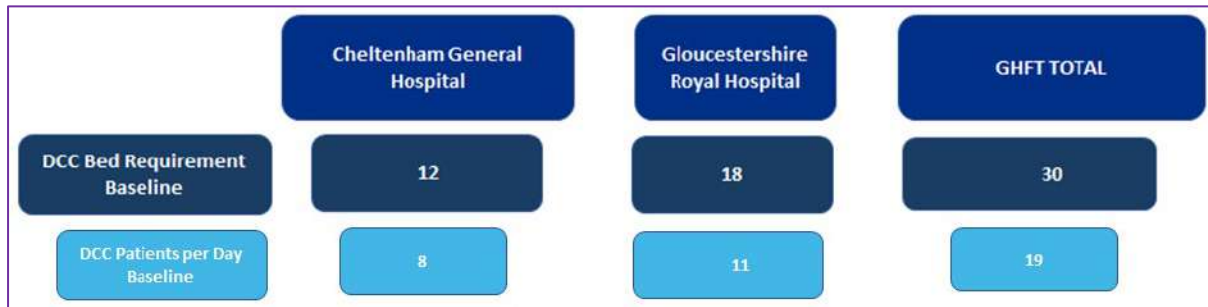 Cheltenham General
Hospital
Gloucestershire
Royal Hospital
GHFT TOTAL
DCC Bed Requirement
Baseline
12
18
30
DCC Patients per Day
Baseline
8
11
19